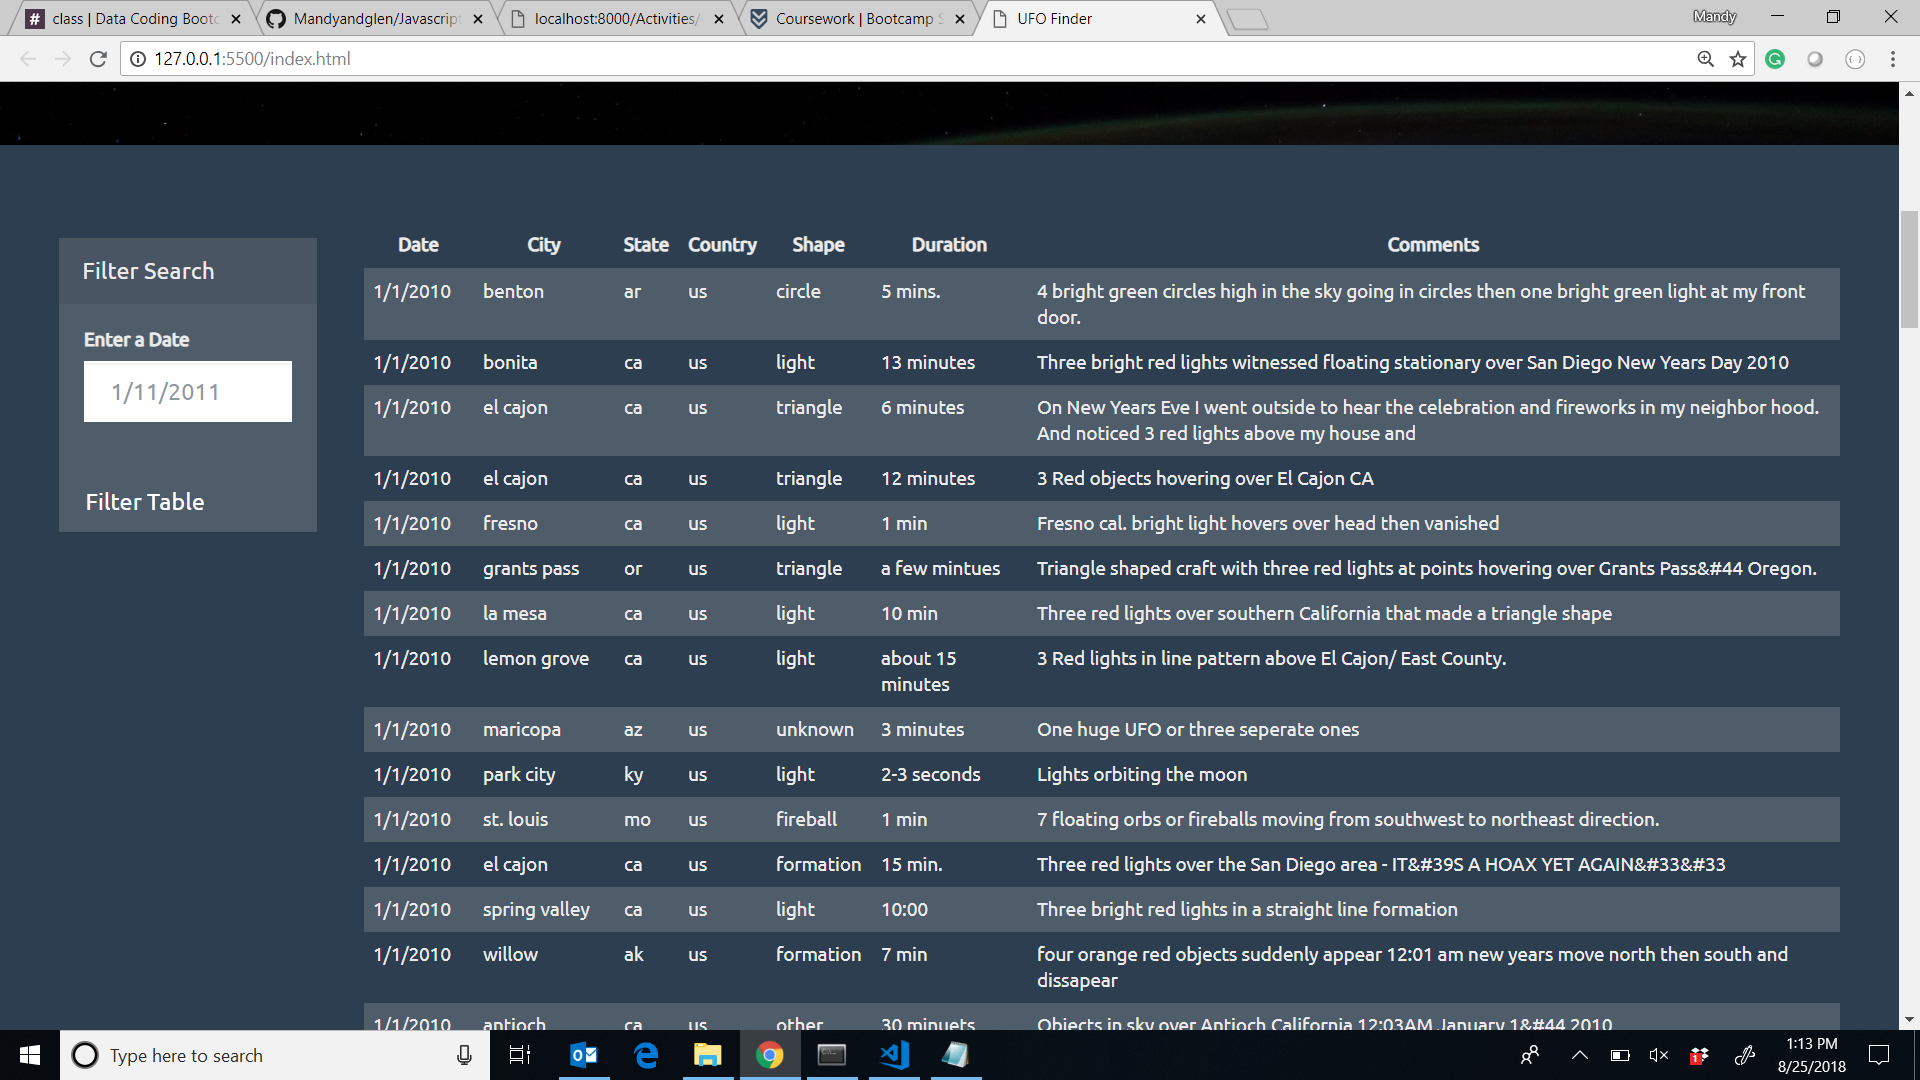 class | Data Coding Bootc
Mandyandglen/Javascript
localhost:8000/Activities/
Coursework | Bootcamp S
UFO Finder
Mandy
127.0.0.1:5500/index.html
Filter Search
Enter a Date
1/11/2011
Filter Table
Date City State Country Shape Duration Comments
1/1/2010 benton ar us circle 5 mins. 4 bright green circles high in the sky going in circles then one bright green light at my front
door.
1/1/2010 bonita ca us light 13 minutes Three bright red lights witnessed floating stationary over San Diego New Years Day 2010
1/1/2010 el cajon ca us triangle 6 minutes On New Years Eve I went outside to hear the celebration and fireworks in my neighbor hood.
And noticed 3 red lights above my house and
1/1/2010 el cajon ca us triangle 12 minutes 3 Red objects hovering over El Cajon CA
1/1/2010 fresno ca us light 1 min Fresno cal. bright light hovers over head then vanished
1/1/2010 grants pass or us triangle a few mintues Triangle shaped craft with three red lights at points hovering over Grants Pass&#44 Oregon.
1/1/2010 la mesa ca us light 10 min Three red lights over southern California that made a triangle shape
1/1/2010 lemon grove ca us light about 15 3 Red lights in line pattern above El Cajon/ East County.
minutes
1/1/2010 maricopa az us unknown 3 minutes One huge UFO or three seperate ones
1/1/2010 park city ky us light 2-3 seconds Lights orbiting the moon
1/1/2010 st. louis mo us fireball 1 min 7 floating orbs or fireballs moving from southwest to northeast direction.
1/1/2010 el cajon ca us formation 15 min. Three red lights over the San Diego area - IT&#39S A HOAX YET AGAIN&#33&#33
1/1/2010 spring valley ca us light 10:00 Three bright red lights in a straight line formation
1/1/2010 willow ak us formation 7 min four orange red objects suddenly appear 12:01 am new years move north then south and
dissapear
1/1/2010 antioch ca us other 30 minuets Objects in sky over Antioch California 12:03AM January 1&#44 2010
Type here to search
1:13 PM
8/25/2018